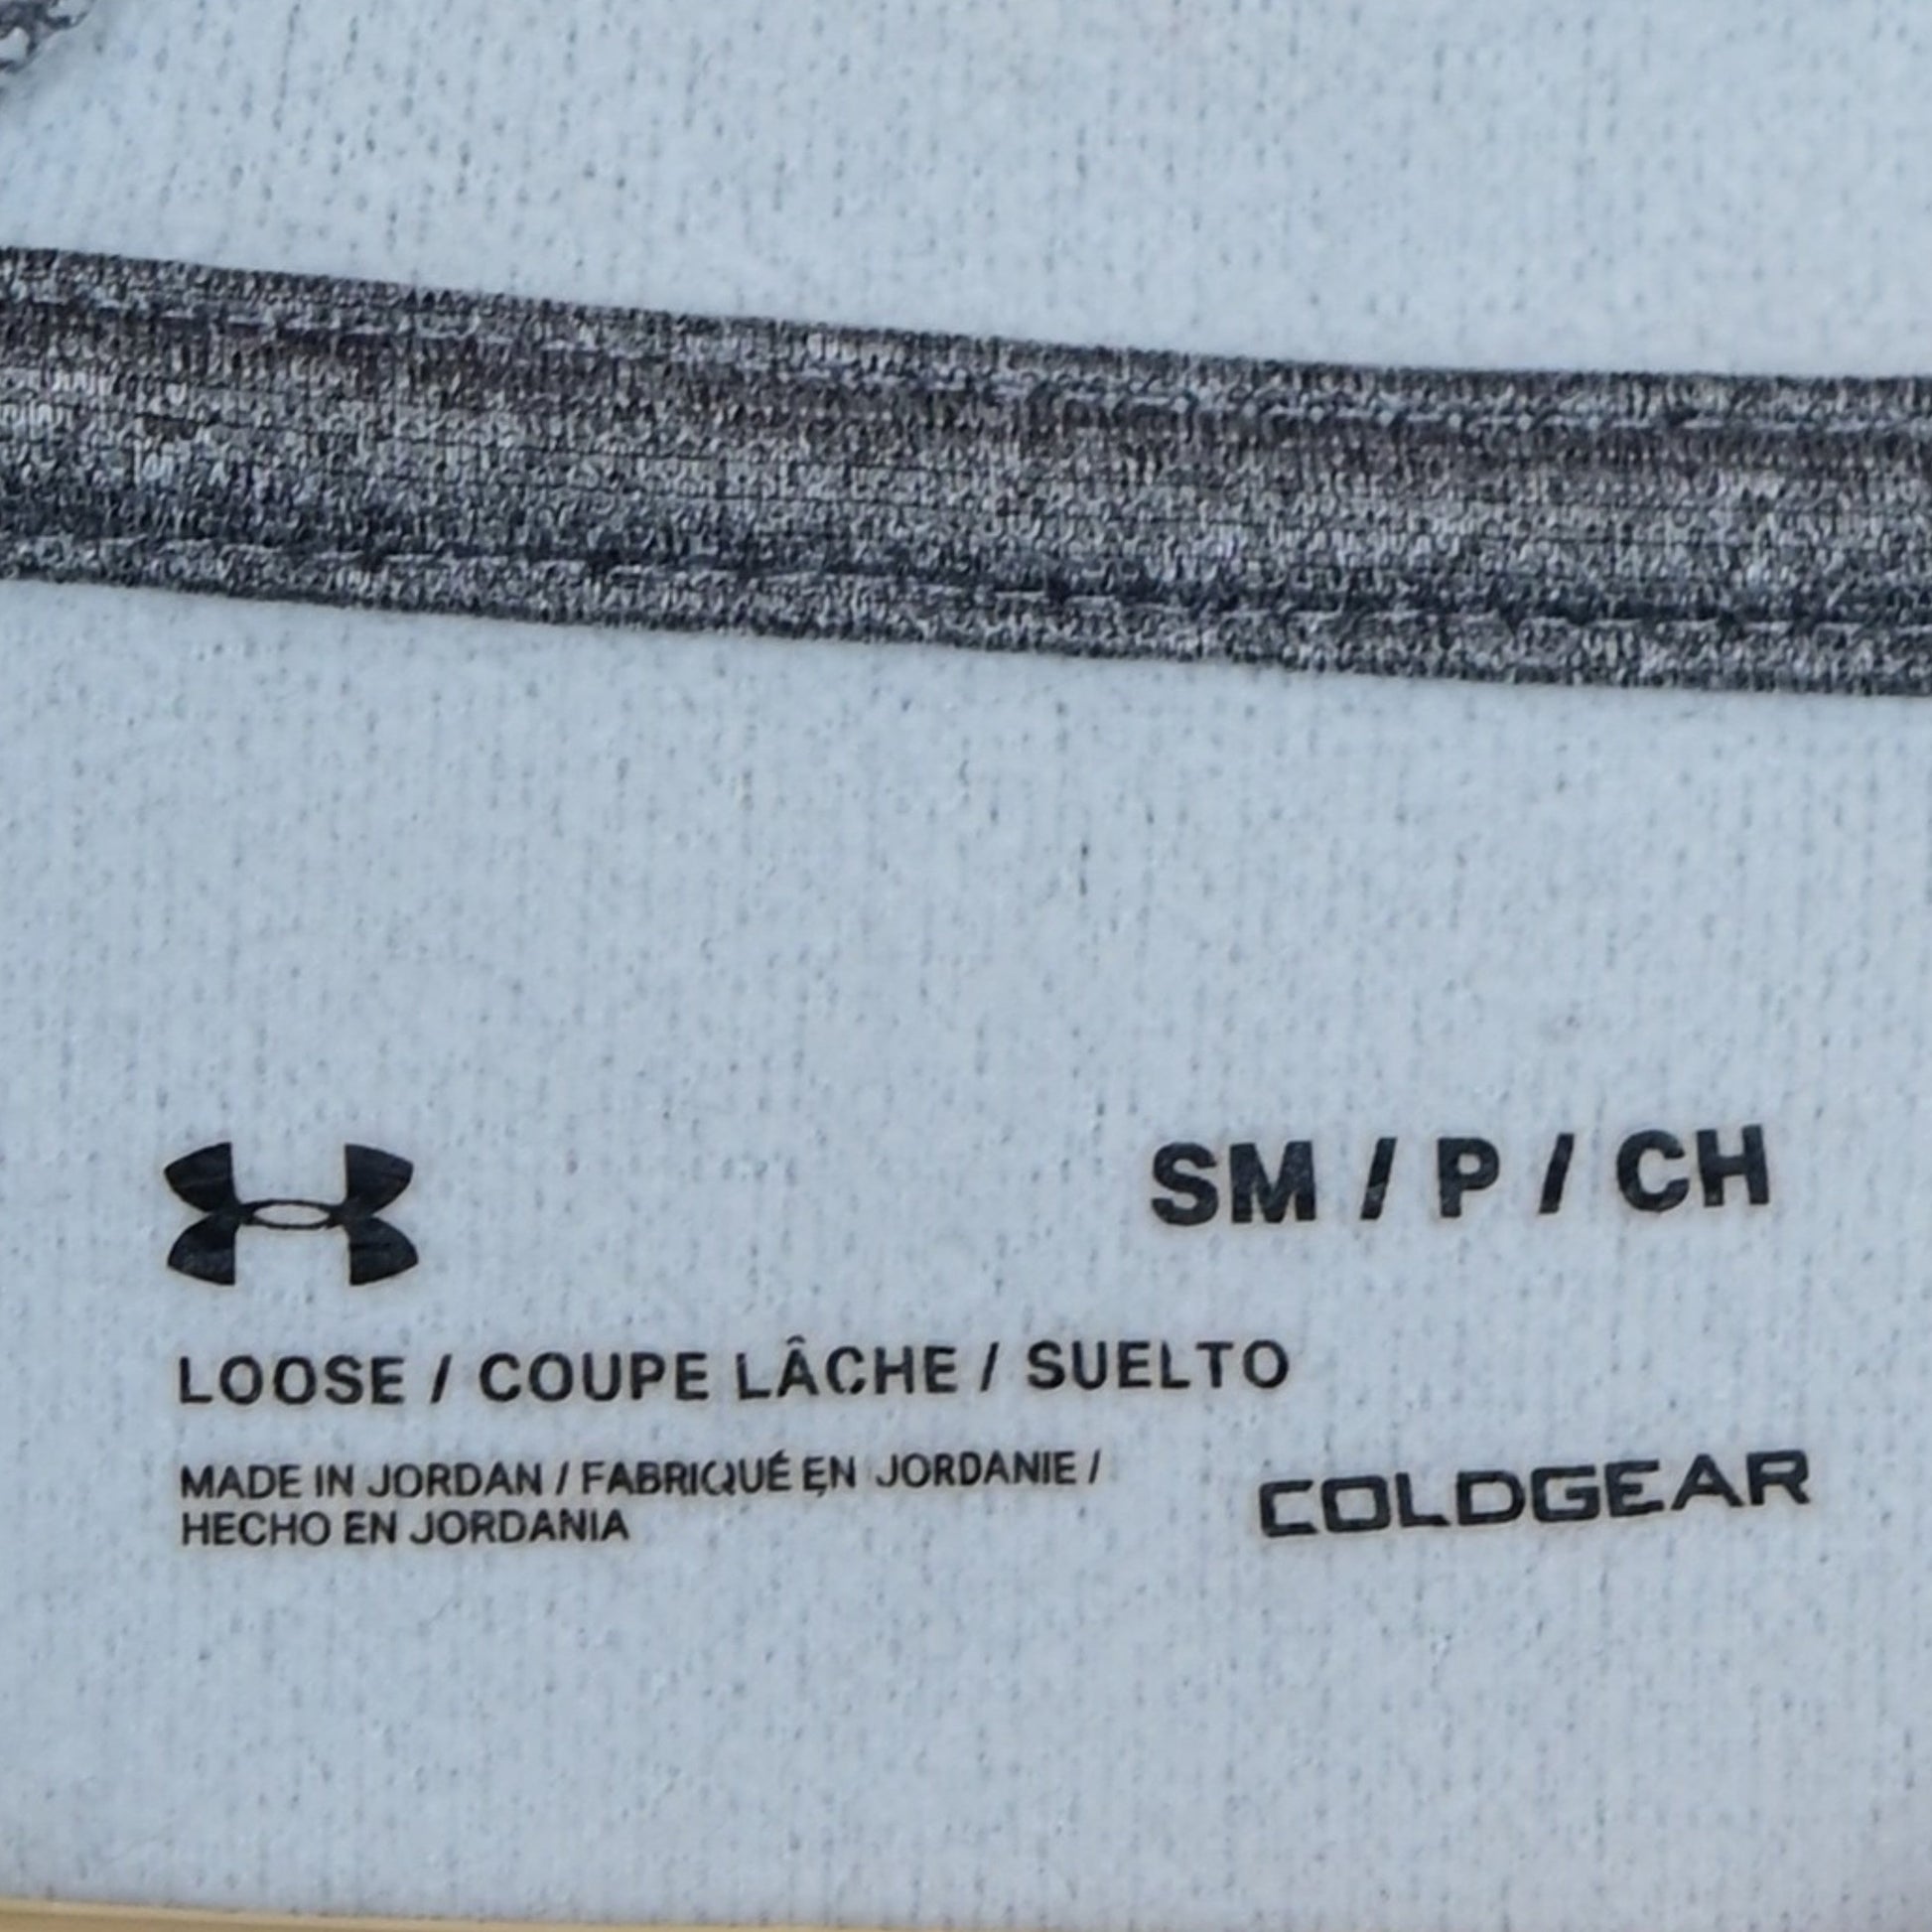 SM / P / CH
LOOSE / COUPE LÂCHE / SUELTO
MADE IN JORDAN / FABRIQUÉ EN JORDANIE /
HECHO EN JORDANIA
COLDGEAR